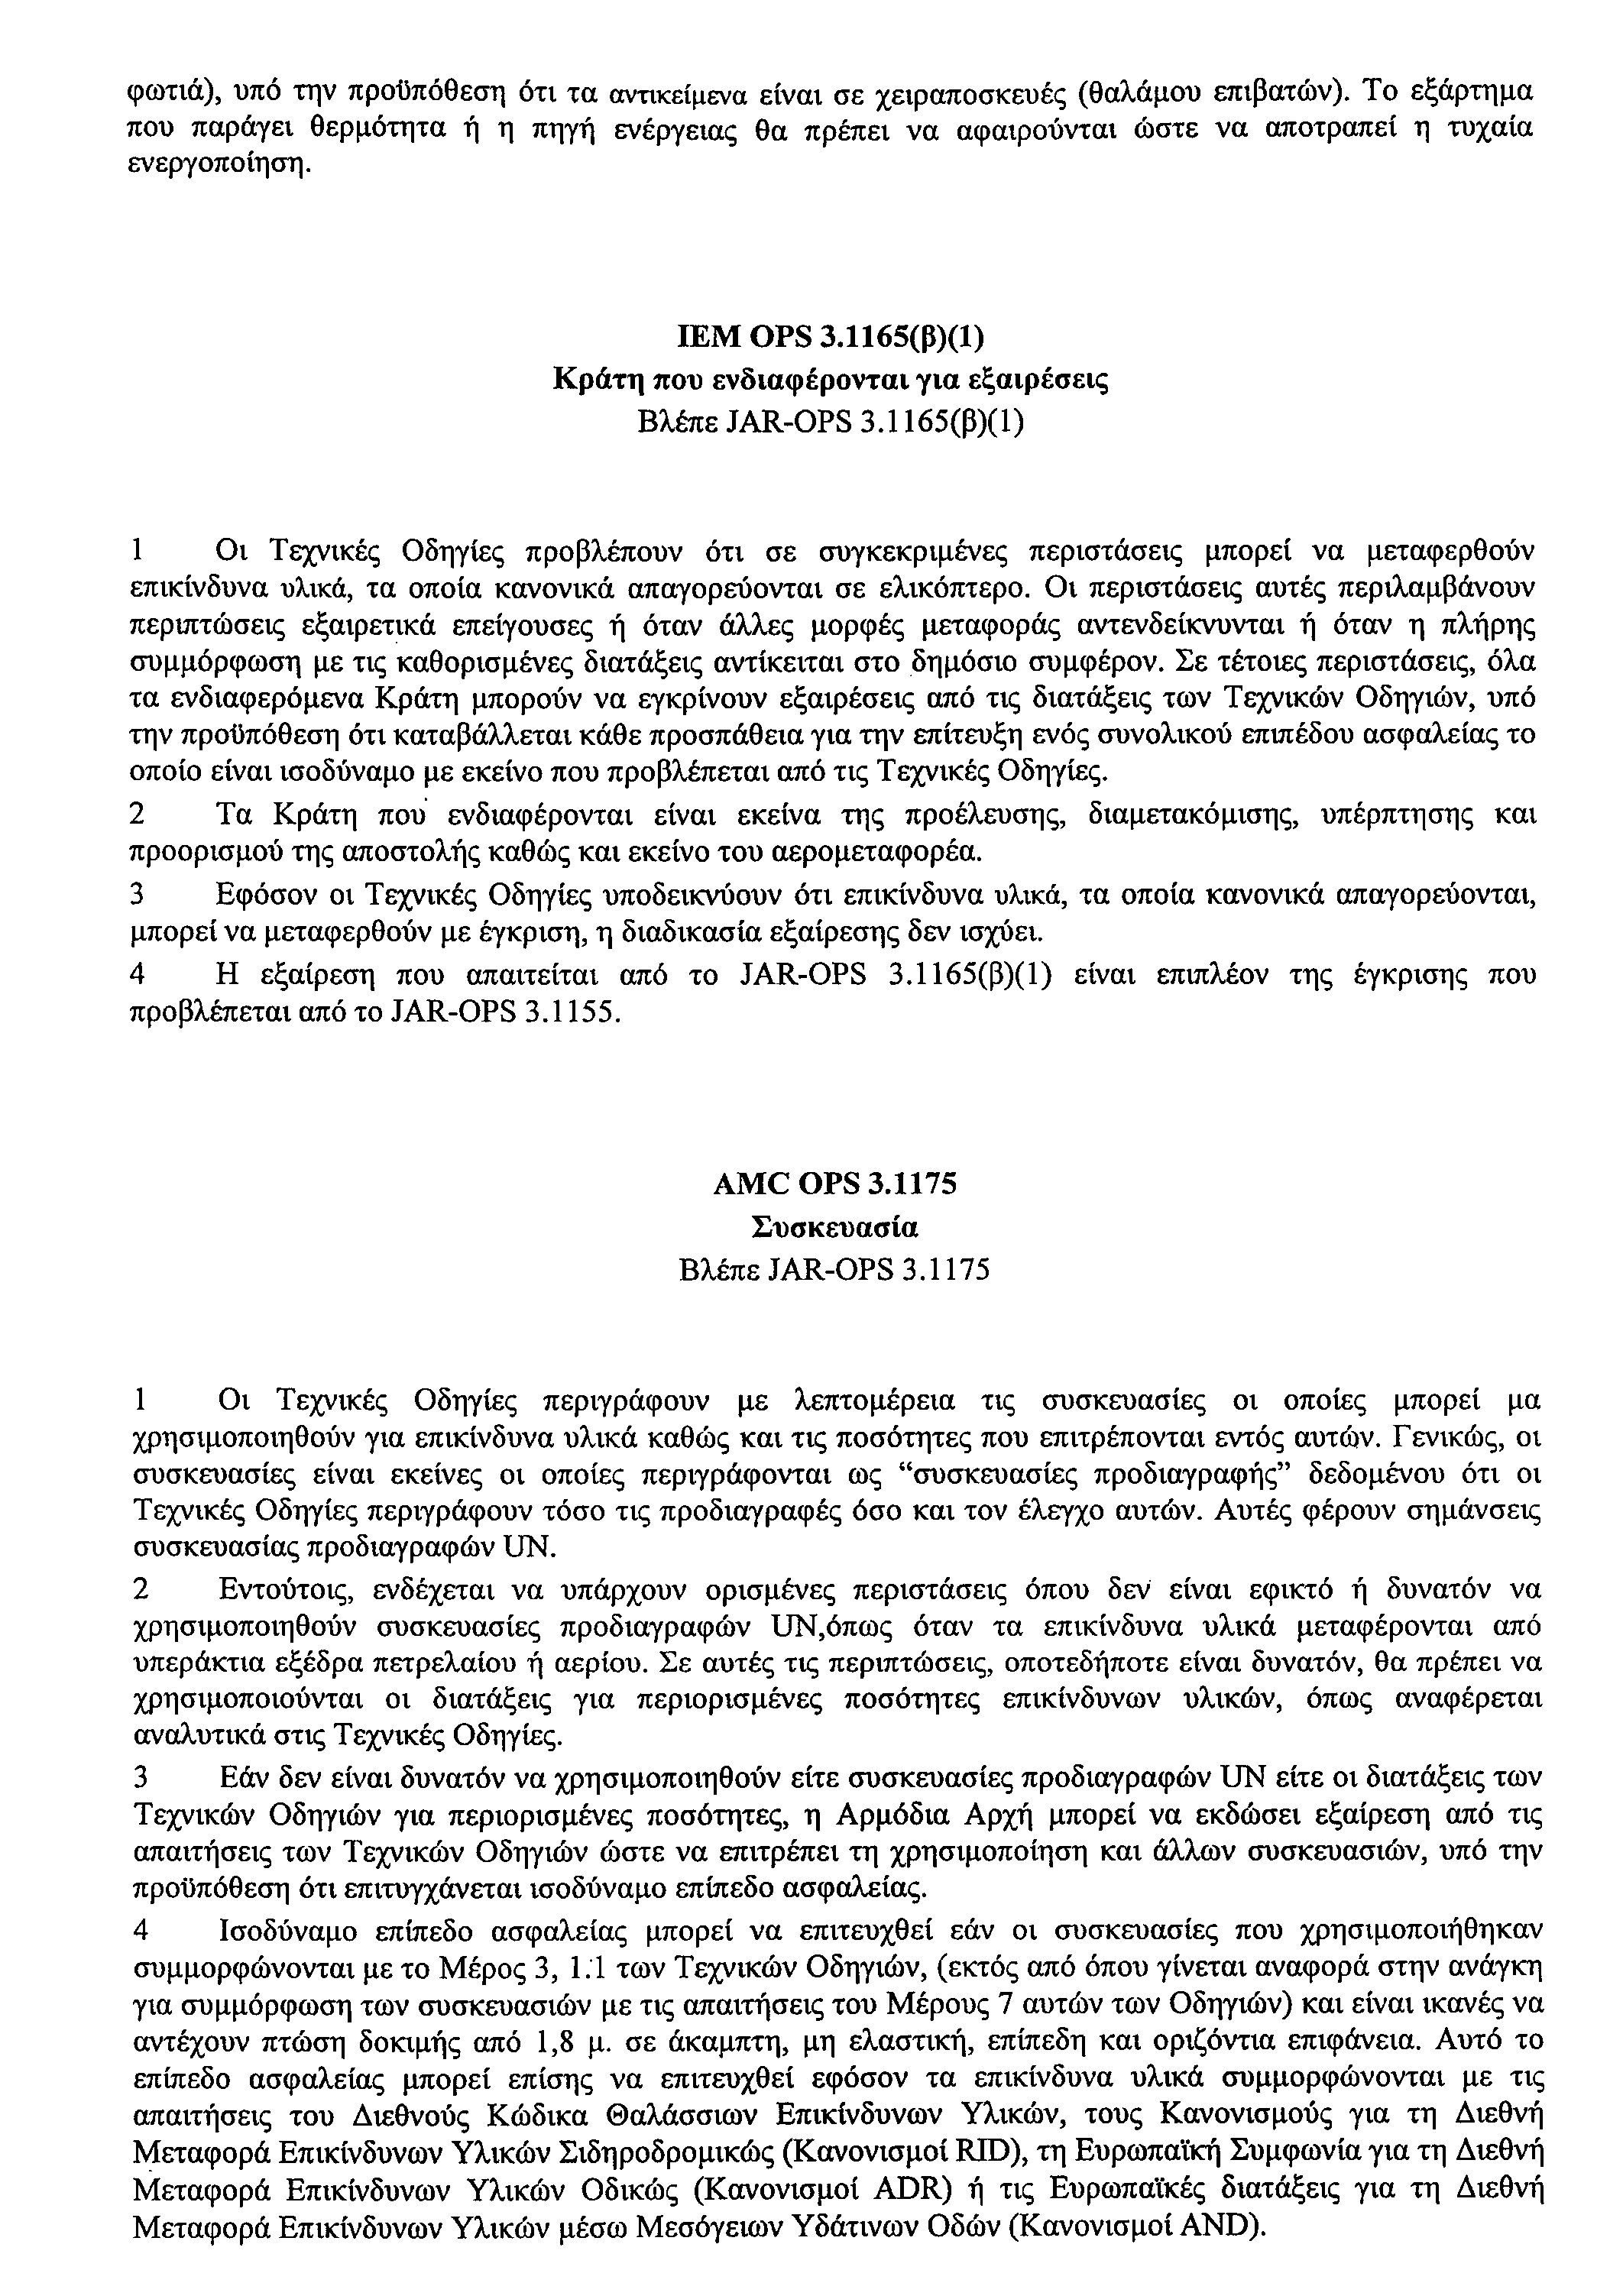 φωτιά), υπό την προϋπόθεση ότι τα αντικείμενα είναι σε χειραποσκευές (θαλάμου επιβατών). Το εξάρτημα
που παράγει θερμότητα ή η πηγή ενέργειας θα πρέπει να αφαιρούνται ώστε να αποτραπεί η τυχαία
ενεργοποίηση.
IEM OPS 3.1165(β)(1)
Κράτη που ενδιαφέρονται για εξαιρέσεις
Βλέπε JAR-OPS 3.1165(β)(1)
1 Οι Τεχνικές Οδηγίες προβλέπουν ότι σε συγκεκριμένες περιστάσεις μπορεί να μεταφερθούν
επικίνδυνα υλικά, τα οποία κανονικά απαγορεύονται σε ελικόπτερο. Οι περιστάσεις αυτές περιλαμβάνουν
περιπτώσεις εξαιρετικά επείγουσες ή όταν άλλες μορφές μεταφοράς αντενδείκνυνται ή όταν η πλήρης
συμμόρφωση με τις καθορισμένες διατάξεις αντίκειται στο δημόσιο συμφέρον. Σε τέτοιες περιστάσεις, όλα
τα ενδιαφερόμενα Κράτη μπορούν να εγκρίνουν εξαιρέσεις από τις διατάξεις των Τεχνικών Οδηγιών, υπό
την προϋπόθεση ότι καταβάλλεται κάθε προσπάθεια για την επίτευξη ενός συνολικού επιπέδου ασφαλείας το
οποίο είναι ισοδύναμο με εκείνο που προβλέπεται από τις Τεχνικές Οδηγίες.
2 Τα Κράτη που ενδιαφέρονται είναι εκείνα της προέλευσης, διαμετακόμισης, υπέρπτησης και
προορισμού της αποστολής καθώς και εκείνο του αερομεταφορέα.
3 Εφόσον οι Τεχνικές Οδηγίες υποδεικνύουν ότι επικίνδυνα υλικά, τα οποία κανονικά απαγορεύονται,
μπορεί να μεταφερθούν με έγκριση, η διαδικασία εξαίρεσης δεν ισχύει.
4 Η εξαίρεση που απαιτείται από το JAR-OPS 3.1165(β)(1) είναι επιπλέον της έγκρισης που
προβλέπεται από το JAR-OPS 3.1155.
AMC OPS 3.1175
Συσκευασία
Βλέπε JAR-OPS 3.1175
1 Οι Τεχνικές Οδηγίες περιγράφουν με λεπτομέρεια τις συσκευασίες οι οποίες μπορεί μα
χρησιμοποιηθούν για επικίνδυνα υλικά καθώς και τις ποσότητες που επιτρέπονται εντός αυτών. Γενικώς, οι
συσκευασίες είναι εκείνες οι οποίες περιγράφονται ως “συσκευασίες προδιαγραφής” δεδομένου ότι οι
Τεχνικές Οδηγίες περιγράφουν τόσο τις προδιαγραφές όσο και τον έλεγχο αυτών. Αυτές φέρουν σημάνσεις
συσκευασίας προδιαγραφών UN.
2 Εντούτοις, ενδέχεται να υπάρχουν ορισμένες περιστάσεις όπου δεν είναι εφικτό ή δυνατόν να
χρησιμοποιηθούν συσκευασίες προδιαγραφών UN,όπως όταν τα επικίνδυνα υλικά μεταφέρονται από
υπεράκτια εξέδρα πετρελαίου ή αερίου. Σε αυτές τις περιπτώσεις, οποτεδήποτε είναι δυνατόν, θα πρέπει να
χρησιμοποιούνται οι διατάξεις για περιορισμένες ποσότητες επικίνδυνων υλικών, όπως αναφέρεται
αναλυτικά στις Τεχνικές Οδηγίες.
3 Εάν δεν είναι δυνατόν να χρησιμοποιηθούν είτε συσκευασίες προδιαγραφών UN είτε οι διατάξεις των
Τεχνικών Οδηγιών για περιορισμένες ποσότητες, η Αρμόδια Αρχή μπορεί να εκδώσει εξαίρεση από τις
απαιτήσεις των Τεχνικών Οδηγιών ώστε να επιτρέπει τη χρησιμοποίηση και άλλων συσκευασιών, υπό την
προϋπόθεση ότι επιτυγχάνεται ισοδύναμο επίπεδο ασφαλείας.
4 Ισοδύναμο επίπεδο ασφαλείας μπορεί να επιτευχθεί εάν οι συσκευασίες που χρησιμοποιήθηκαν
συμμορφώνονται με το Μέρος 3, 1.1 των Τεχνικών Οδηγιών, (εκτός από όπου γίνεται αναφορά στην ανάγκη
για συμμόρφωση των συσκευασιών με τις απαιτήσεις του Μέρους 7 αυτών των Οδηγιών) και είναι ικανές να
αντέχουν πτώση δοκιμής από 1,8 μ. σε άκαμπτη, μη ελαστική, επίπεδη και οριζόντια επιφάνεια. Αυτό το
επίπεδο ασφαλείας μπορεί επίσης να επιτευχθεί εφόσον τα επικίνδυνα υλικά συμμορφώνονται με τις
απαιτήσεις του Διεθνούς Κώδικα Θαλάσσιων Επικίνδυνων Υλικών, τους Κανονισμούς για τη Διεθνή
Μεταφορά Επικίνδυνων Υλικών Σιδηροδρομικώς (Κανονισμοί RID), τη Ευρωπαϊκή Συμφωνία για τη Διεθνή
Μεταφορά Επικίνδυνων Υλικών Οδικώς (Κανονισμοί ADR) ή τις Ευρωπαϊκές διατάξεις για τη Διεθνή
Μεταφορά Επικίνδυνων Υλικών μέσω Μεσόγειων Υδάτινων Οδών (Κανονισμοί AND).